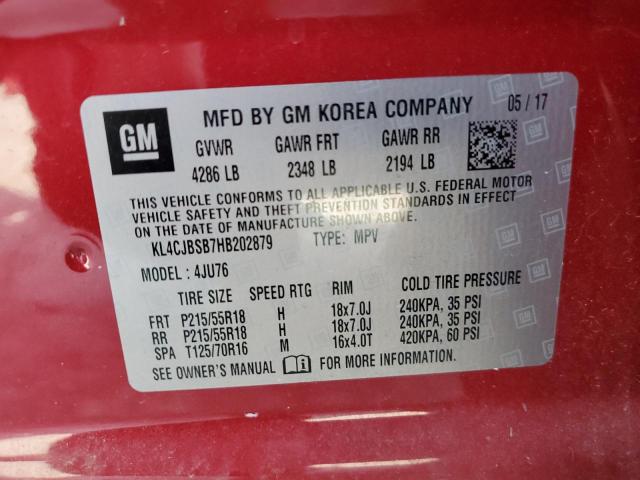 GM
MFD BY GM KOREA COMPANY 05 / 17
GVWR GAWR FRT GAWR RR
4286 LB 2348 LB 2194 LB
THIS VEHICLE CONFORMS TO ALL APPLICABLE U.S. FEDERAL MOTOR
VEHICLE SAFETY AND THEFT PREVENTION STANDARDS IN EFFECT
ON THE DATE OF MANUFACTURE SHOWN ABOVE.
KL4CJBSB7HB202879 TYPE: MPV
MODEL : 4JU76
TIRE SIZE SPEED RTG RIM COLD TIRE PRESSURE
FRT P215/55R18 H 18x7.0J 240KPA, 35 PSI
RR P215/55R18 H 18x7.0J 240KPA, 35 PSI
SPA T125/70R16 M 16x4.0T 420KPA, 60 PSI
SEE OWNER'S MANUAL FOR MORE INFORMATION.